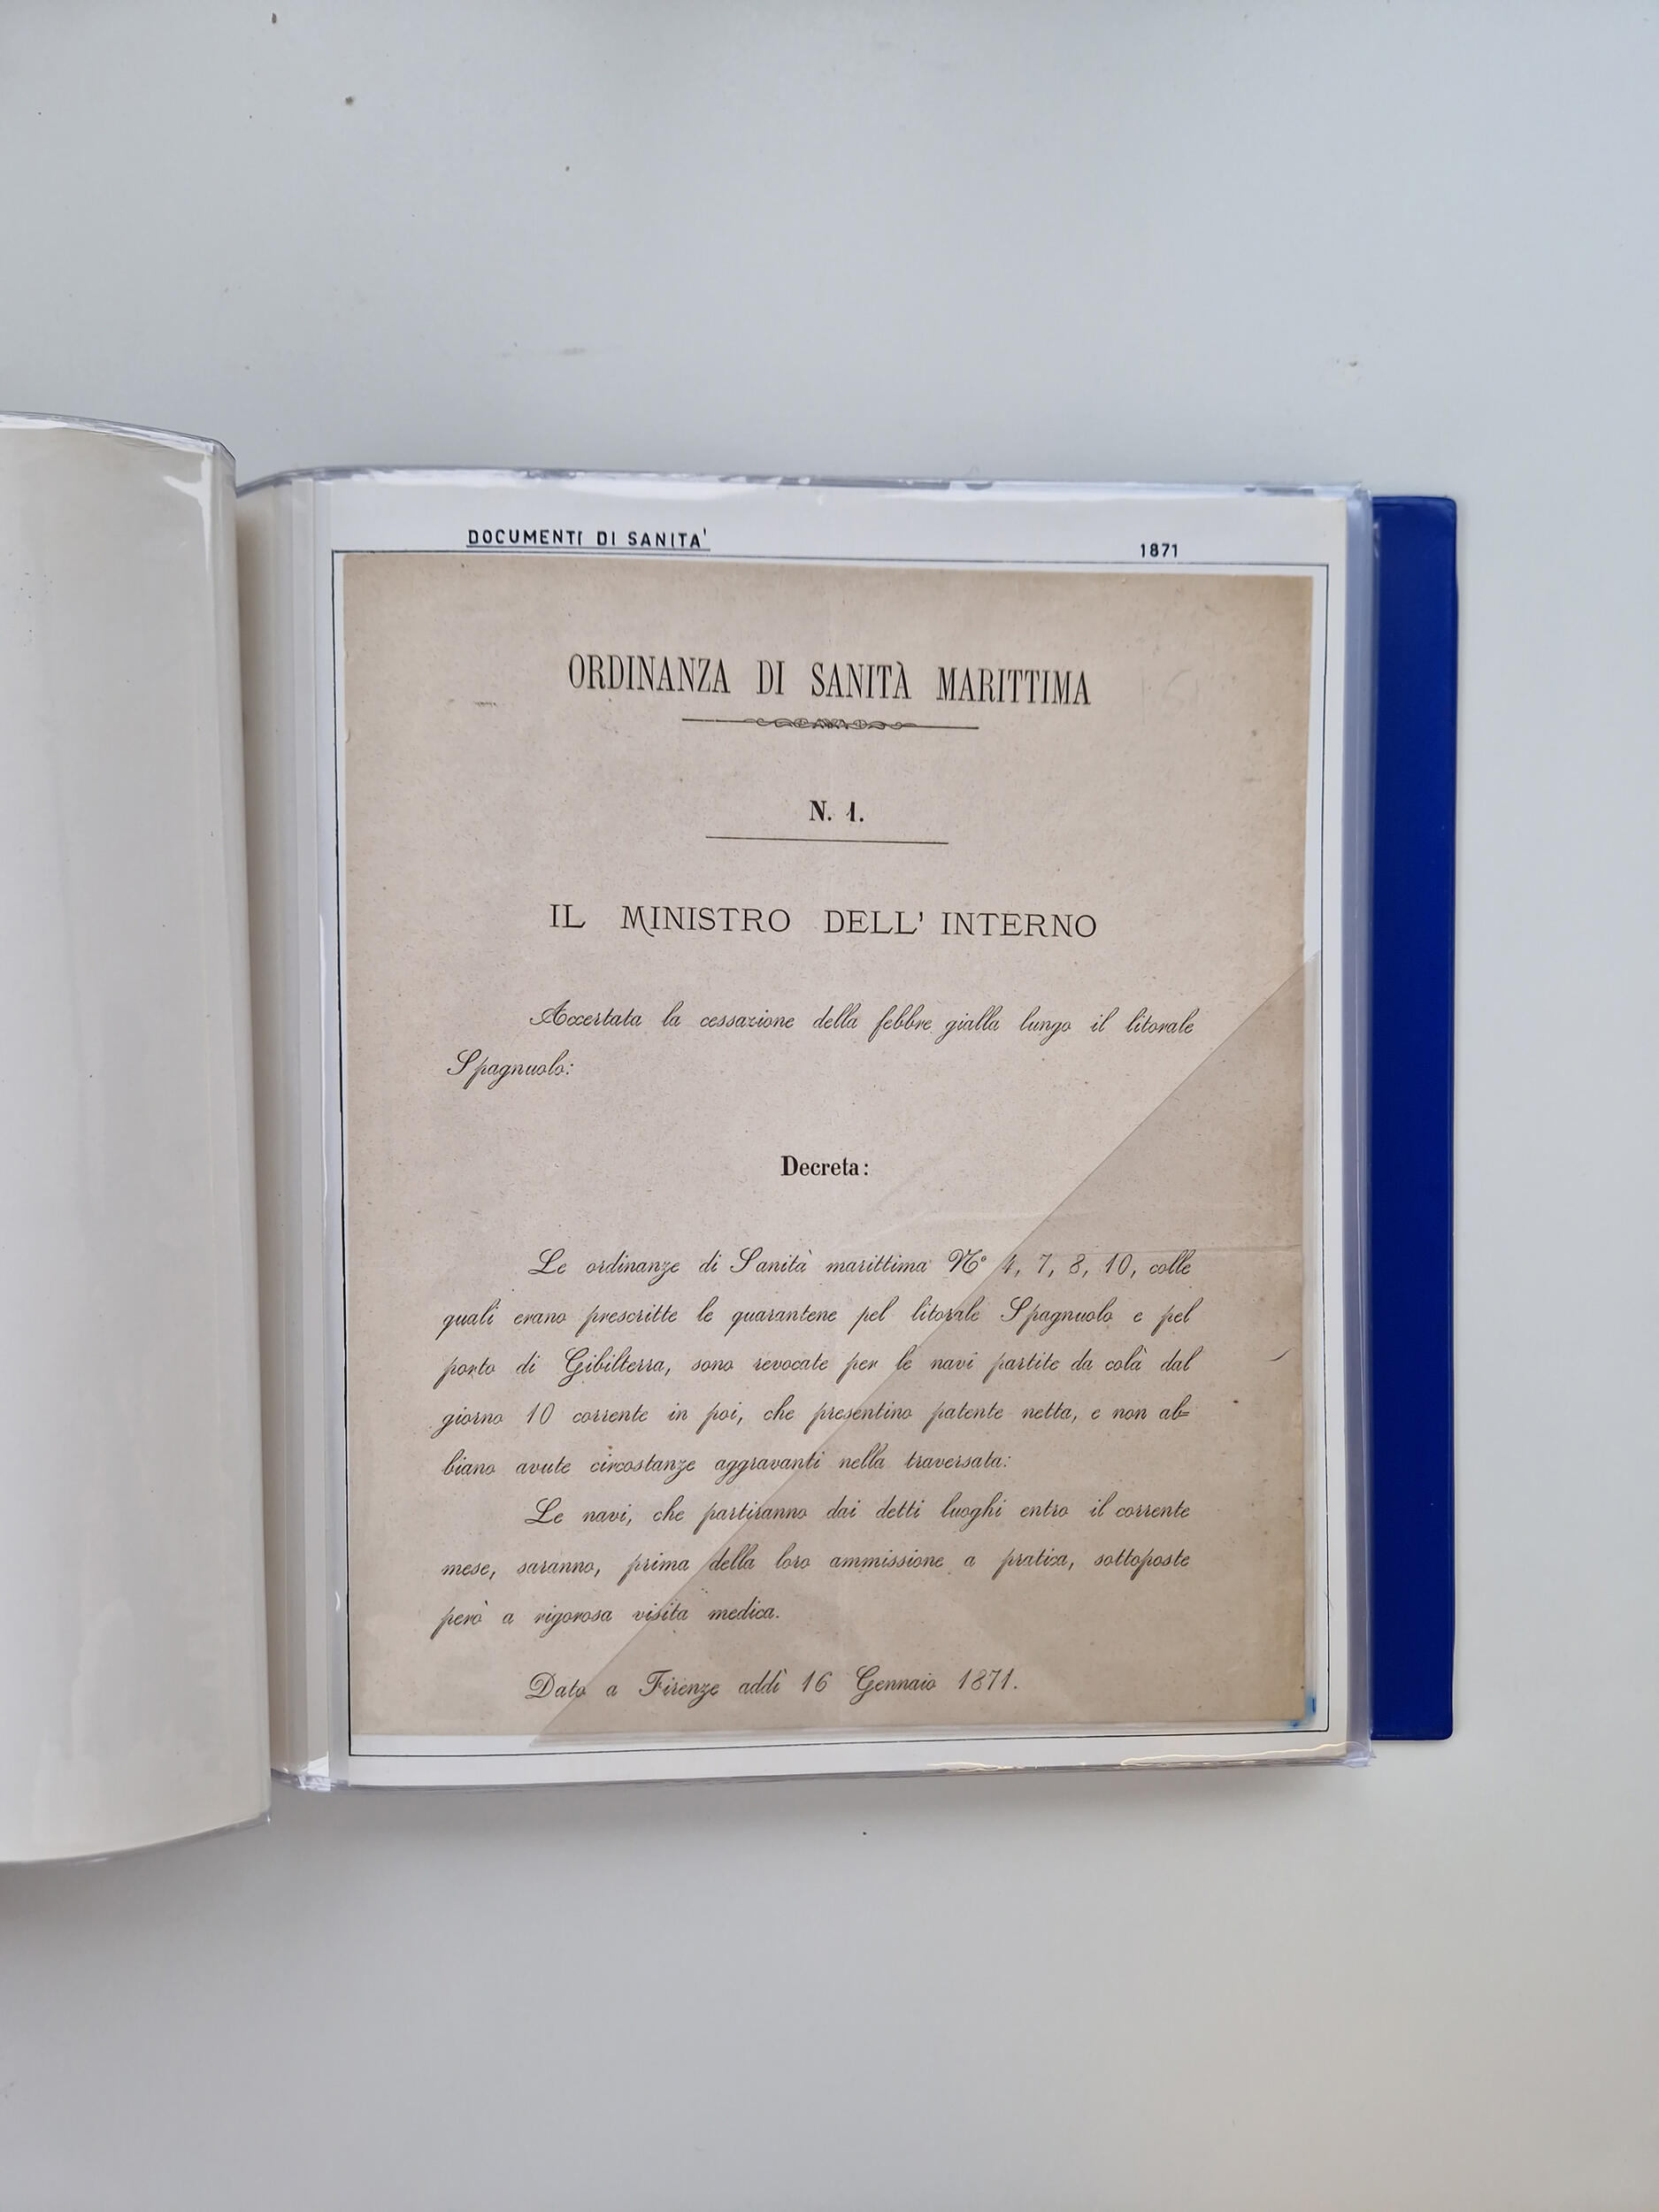 DOCUMENTI DI SANITA'
1871
ORDINANZA DI SANITÀ MARITTIMA
N. 1.
IL MINISTRO DELL' INTERNO
Accertata la cessazione della febbre gialla lungo il litorale
Spagnuolo:
Decreta:
Le ordinanze di Sanità marittima N° 4, 7, 8, 10, colle
quali erano prescritte le quarantene pel litorale Spagnuolo e pel
porto di Gibilterra, sono revocate per le navi partite da colà dal
giorno 10 corrente in poi, che presentino patente netta, e non ab=
biano avute circostanze aggravanti nella traversata:
Le navi, che partiranno dai detti luoghi entro il corrente
mese, saranno, prima della loro ammissione a pratica, sottoposte
però a rigorosa visita medica.
Dato a Firenze addì 16 Gennaio 1871.